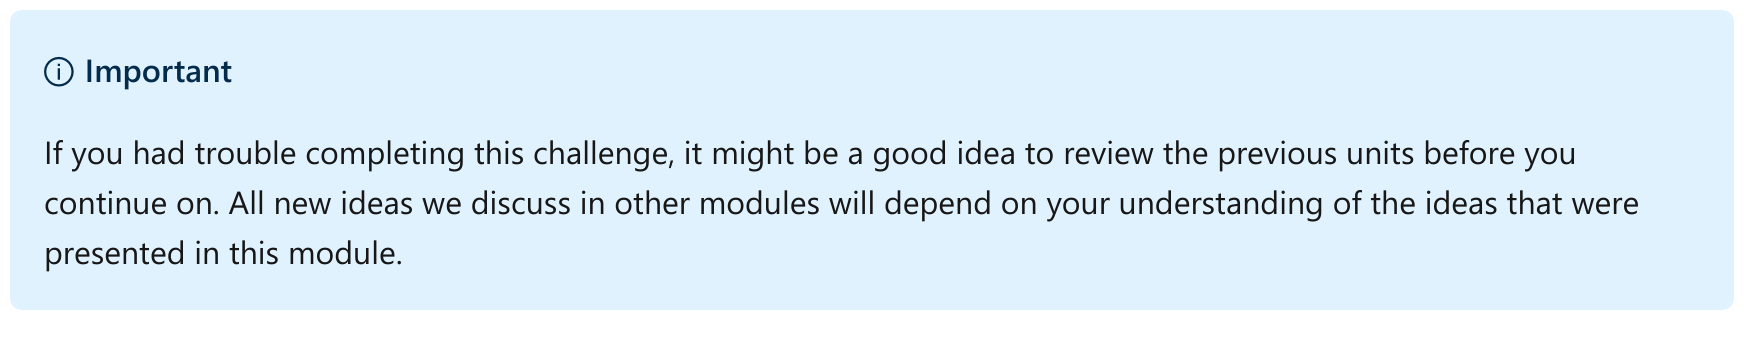 Important
If you had trouble completing this challenge, it might be a good idea to review the previous units before you
continue on. All new ideas we discuss in other modules will depend on your understanding of the ideas that were
presented in this module.